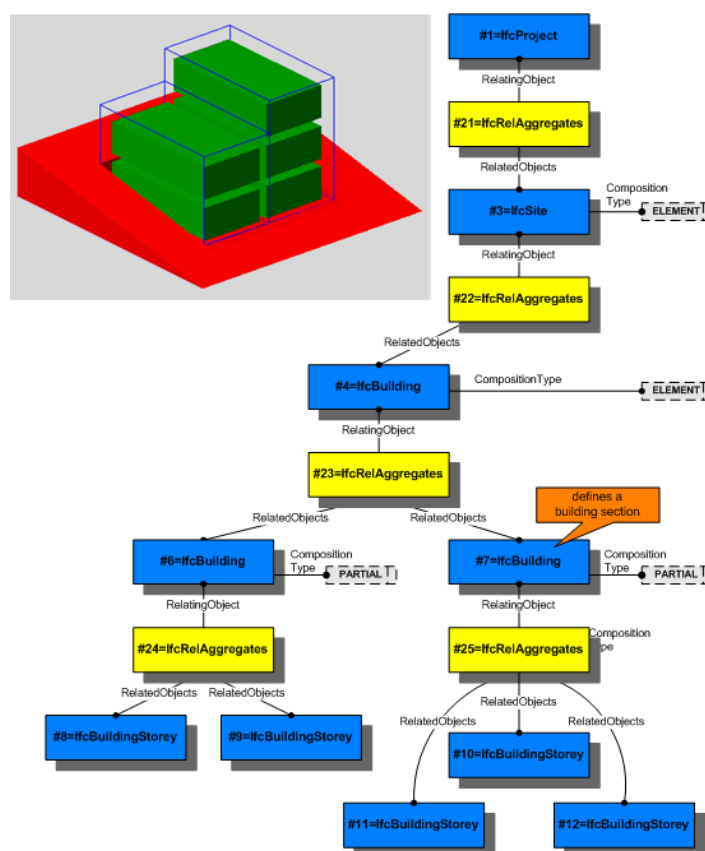 #1=IfcProject
RelatingObject
#21=IfcRelAggregates
RelatedObjects
Composition
Type
#3=IfcSite
ELEMENT
RelatingObject
#22=IfcRelAggregates
RelatedObjects
#4=IfcBuilding
CompositionType
ELEMENT
RelatingObject
#23=IfcRelAggregates
defines a
building section
RelatedObjects
RelatedObjects
#6=IfcBuilding
Composition
Type
PARTIAL
#7=IfcBuilding
Composition
Type
PARTIAL
RelatingObject
RelatingObject
#24=IfcRelAggregates
#25=IfcRelAggregates
Composition
ype
RelatedObjects
RelatedObjects
RelatedObjects
RelatedObjects
RelatedObjects
#8=IfcBuildingStorey
#9=IfcBuildingStorey
#10=IfcBuildingStorey
#11=IfcBuildingStorey
#12=IfcBuildingStorey